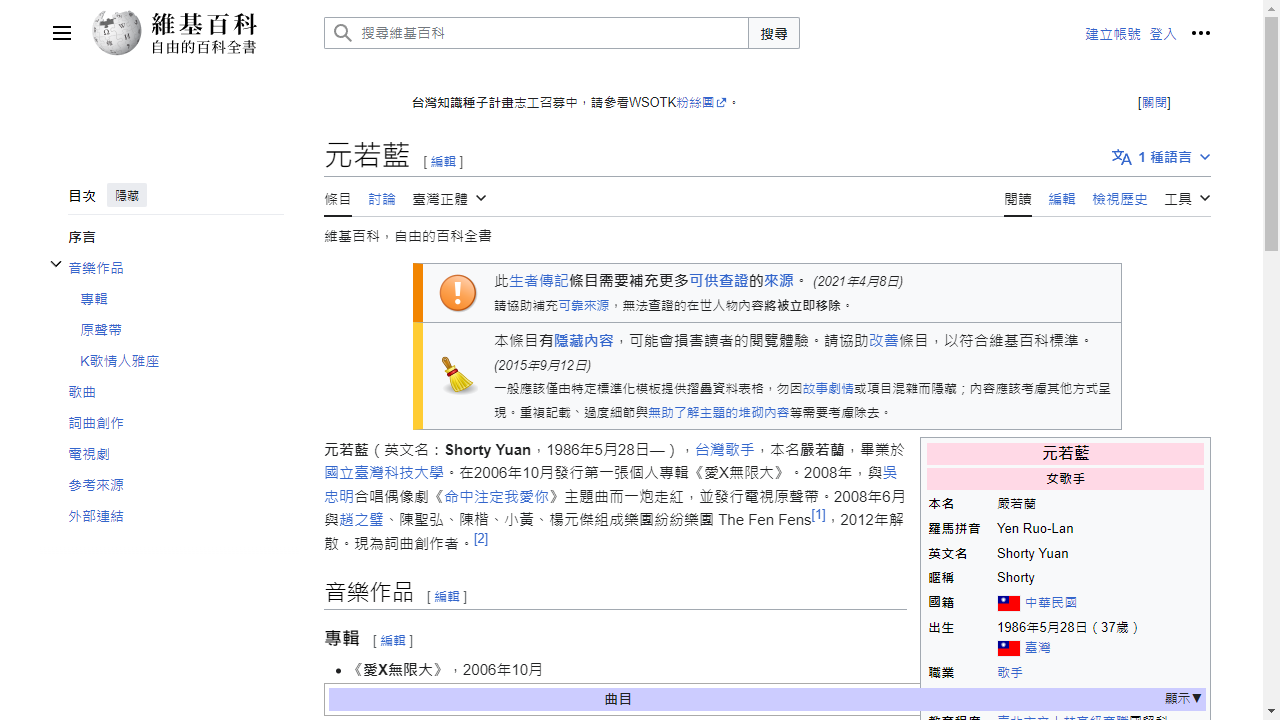 維基百科
自由的百科全書
搜尋維基百科
搜尋
建立帳號 登入
台灣知識種子計畫志工召募中，請參看WSOTK粉絲團。
[關閉]
元若藍 [編輯]
1 種語言
目次 隱藏
條目 討論 臺灣正體
閱讀 編輯 檢視歷史 工具
維基百科，自由的百科全書
序言
音樂作品
專輯
原聲帶
K歌情人雅座
歌曲
詞曲創作
電視劇
參考來源
外部連結
此生者傳記條目需要補充更多可供查證的來源。 (2021年4月8日)
請協助補充可靠來源，無法查證的在世人物內容將被立即移除。
本條目有隱藏內容，可能會損害讀者的閱覽體驗。請協助改善條目，以符合維基百科標準。
(2015年9月12日)
一般應該僅由特定標準化模板提供摺疊資料表格，勿因故事劇情或項目混雜而隱藏；內容應該考慮其他方式呈
現。重複記載、過度細節與無助了解主題的堆砌內容等需要考慮除去。
元若藍（英文名：Shorty Yuan，1986年5月28日—），台灣歌手，本名嚴若蘭，畢業於
國立臺灣科技大學。在2006年10月發行第一張個人專輯《愛X無限大》。2008年，與吳
忠明合唱偶像劇《命中注定我愛你》主題曲而一炮走紅，並發行電視原聲帶。2008年6月
與趙之璧、陳聖弘、陳楷、小黃、楊元傑組成樂團紛紛樂團 The Fen Fens[1]，2012年解
散。現為詞曲創作者。[2]
音樂作品 [編輯]
專輯 [編輯]
• 《愛X無限大》，2006年10月
曲目 顯示▼
元若藍
女歌手
本名 嚴若蘭
羅馬拼音 Yen Ruo-Lan
英文名 Shorty Yuan
暱稱 Shorty
國籍 中華民國
出生 1986年5月28日（37歲）
臺灣
職業 歌手